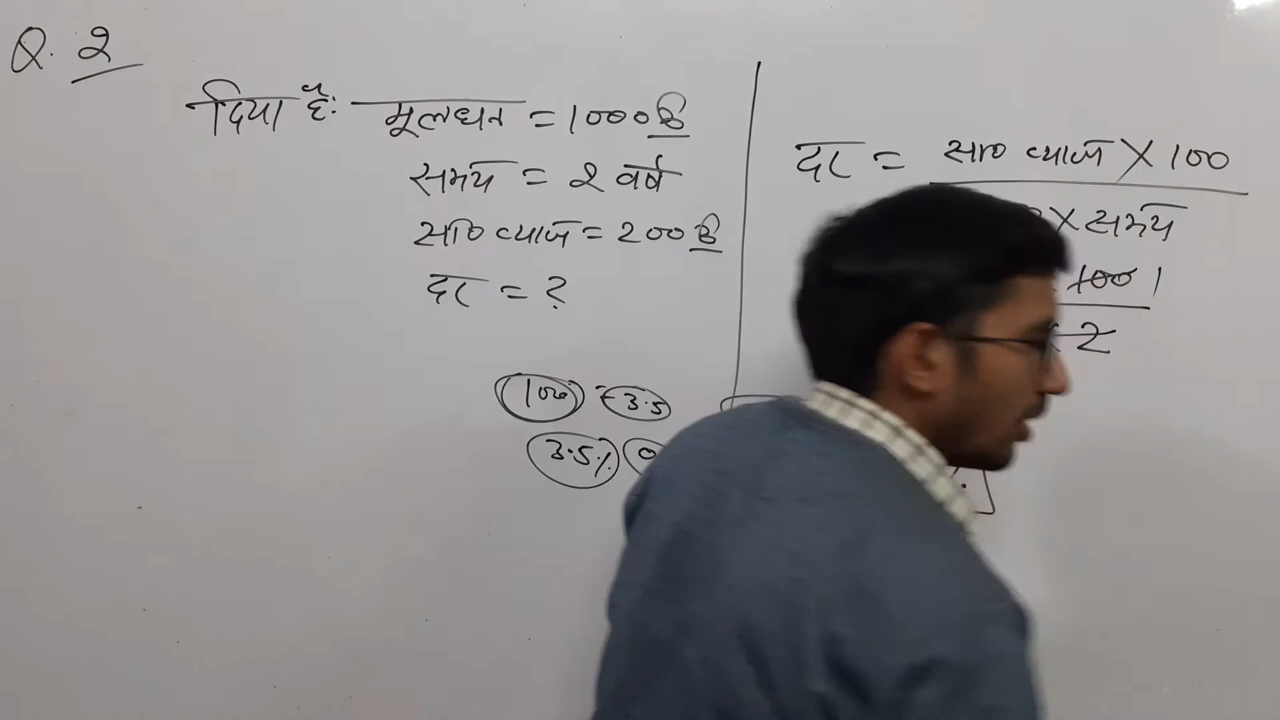 Q. 2
दिया है: मूलधन = 1000 रु
समय = 2 वर्ष
सा० ब्याज = 200 रु
दर = ?
100 3.5
3.5%
दर = सा० ब्याज X 100
X समय
100 1
2